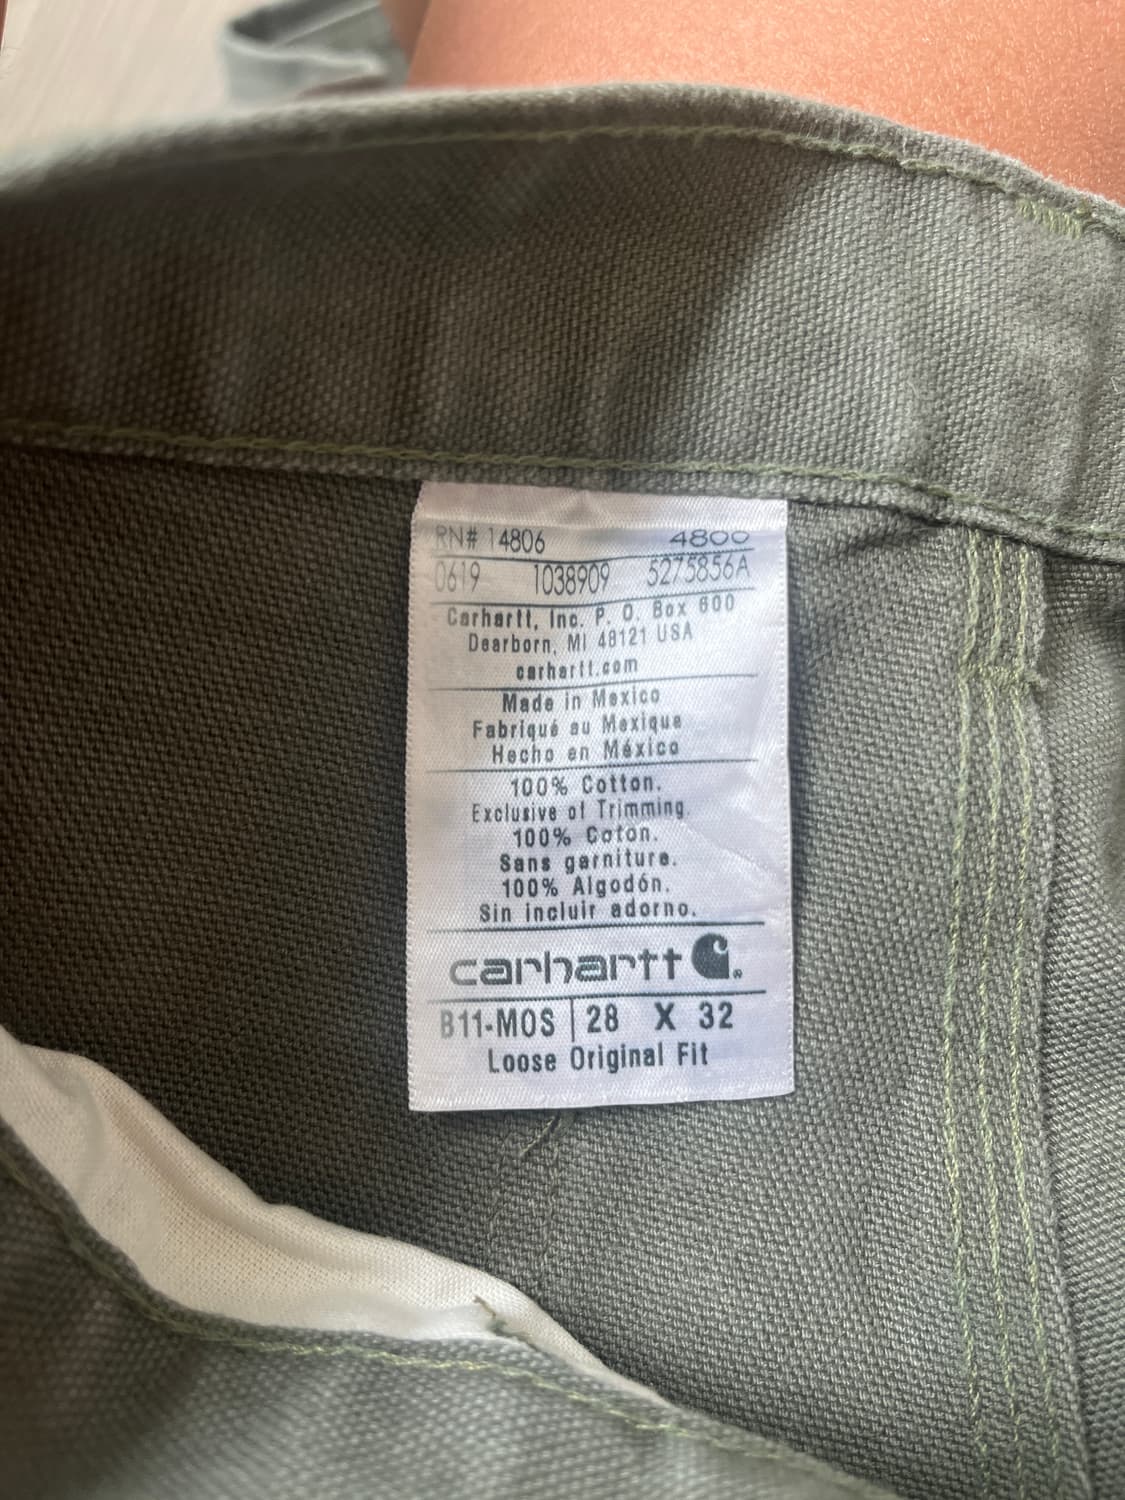 RN# 14806 4800
0619 1038909 5275856A
Carhartt, Inc. P. O. Box 600
Dearborn, MI 48121 USA
carhartt.com
Made in Mexico
Fabriqué au Mexique
Hecho en México
100% Cotton.
Exclusive of Trimming.
100% Coton.
Sans garniture.
100% Algodón.
Sin incluir adorno.
carhartt ®
B11-MOS | 28 X 32
Loose Original Fit